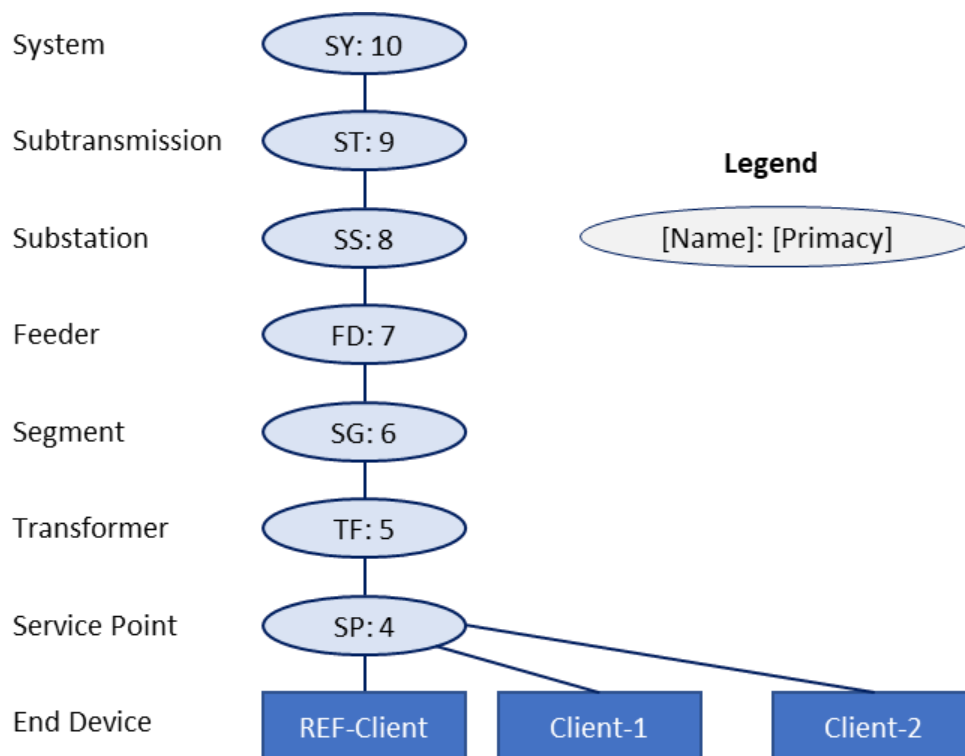 System
SY: 10
Subtransmission
ST: 9
Legend
Substation
SS: 8
[Name]: [Primacy]
Feeder
FD: 7
Segment
SG: 6
Transformer
TF: 5
Service Point
SP: 4
End Device
REF-Client
Client-1
Client-2